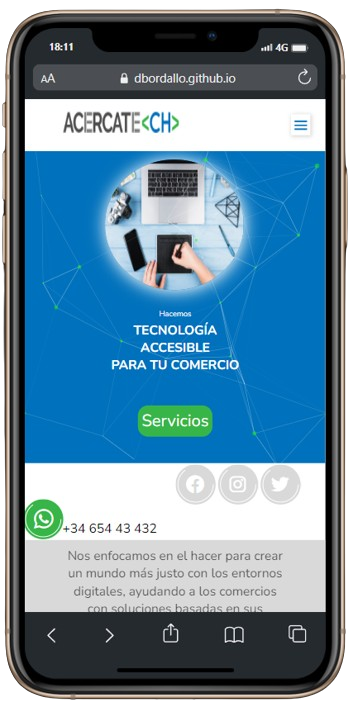 18:11
4G
AA
dbordallo.github.io
ACERCATE<CH>
Hacemos
TECNOLOGÍA
ACCESIBLE
PARA TU COMERCIO
Servicios
+34 654 43 432
Nos enfocamos en el hacer para crear
un mundo más justo con los entornos
digitales, ayudando a los comercios
con soluciones basadas en sus